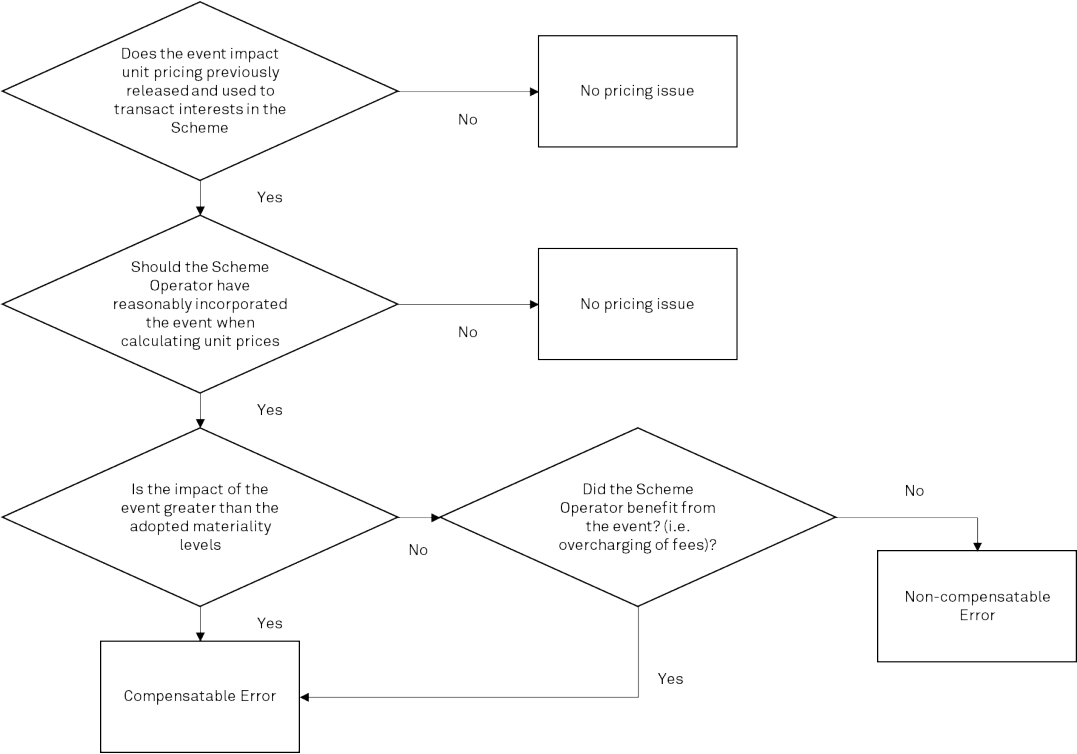 Does the event impact
unit pricing previously
released and used to
transact interests in the
Scheme
No pricing issue
No
Yes
Should the Scheme
Operator have
reasonably incorporated
the event when
calculating unit prices
No pricing issue
No
Yes
Is the impact of the
event greater than the
adopted materiality
levels
No
Did the Scheme
Operator benefit from
the event? (i.e.
overcharging of fees)?
No
Non-compensatable
Error
Yes
Compensatable Error
Yes